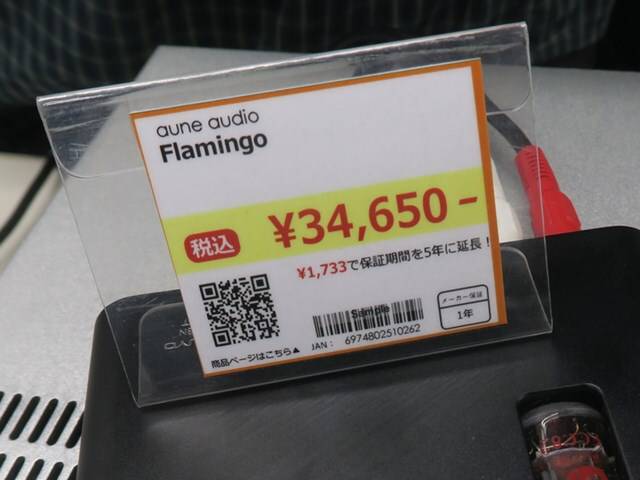 aune audio
Flamingo
税込 ¥34,650-
¥1,733で保証期間を5年に延長!
Sample
メーカー保証
1年
JAN: 6974802510262
商品ページはこちら▲